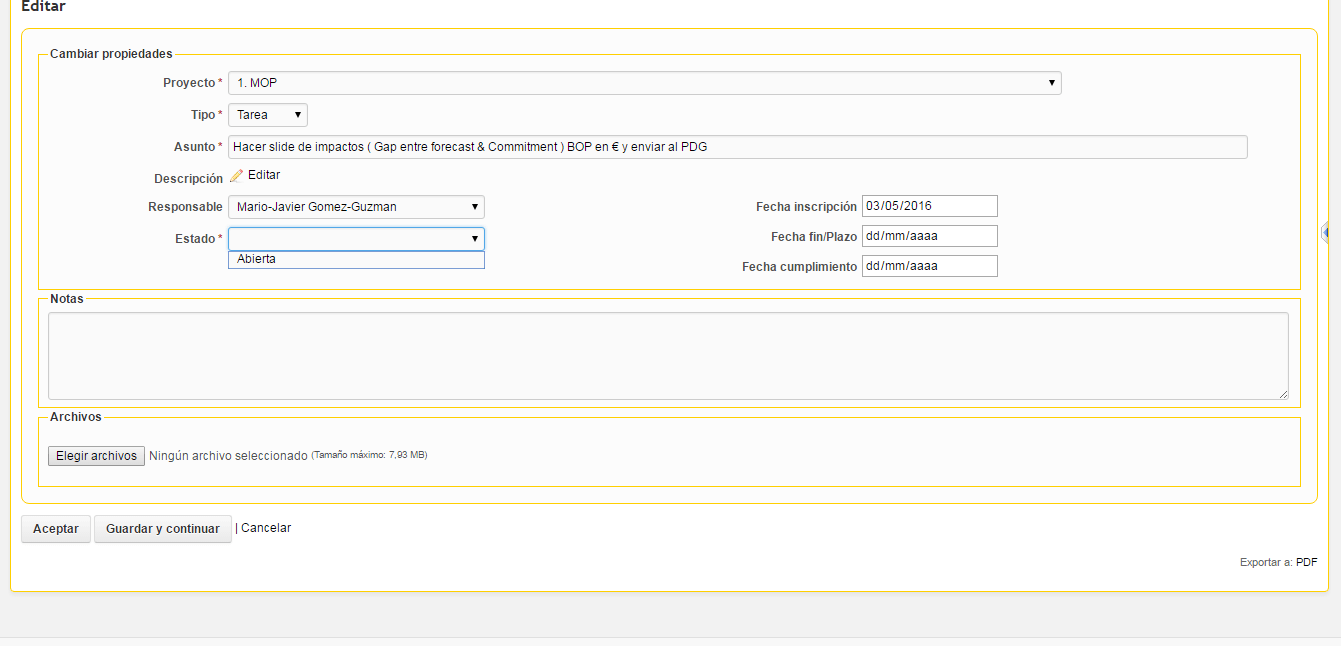 Editar
Cambiar propiedades
Proyecto * 1. MOP
Tipo * Tarea
Asunto * Hacer slide de impactos ( Gap entre forecast & Commitment ) BOP en € y enviar al PDG
Descripción Editar
Responsable Mario-Javier Gomez-Guzman Fecha inscripción 03/05/2016
Estado * Fecha fin/Plazo dd/mm/aaaa
Abierta Fecha cumplimiento dd/mm/aaaa
Notas
Archivos
Elegir archivos Ningún archivo seleccionado (Tamaño máximo: 7,93 MB)
Aceptar Guardar y continuar | Cancelar
Exportar a: PDF